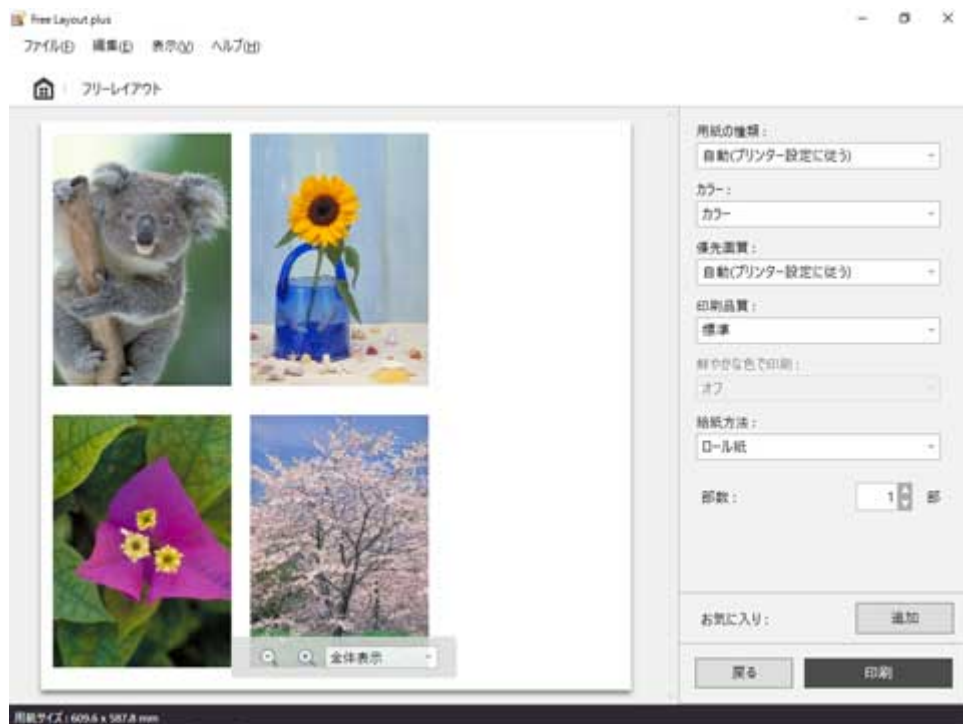 Free Layout plus
ファイル(F) 編集(E) 表示(V) ヘルプ(H)
フリーレイアウト
用紙の種類：
自動(プリンター設定に従う)
カラー：
カラー
優先画質：
自動(プリンター設定に従う)
印刷品質：
標準
鮮やかな色で印刷：
オフ
給紙方法：
ロール紙
部数： 1 部
全体表示
お気に入り： 追加
戻る 印刷
用紙サイズ : 609.6 x 587.8 mm